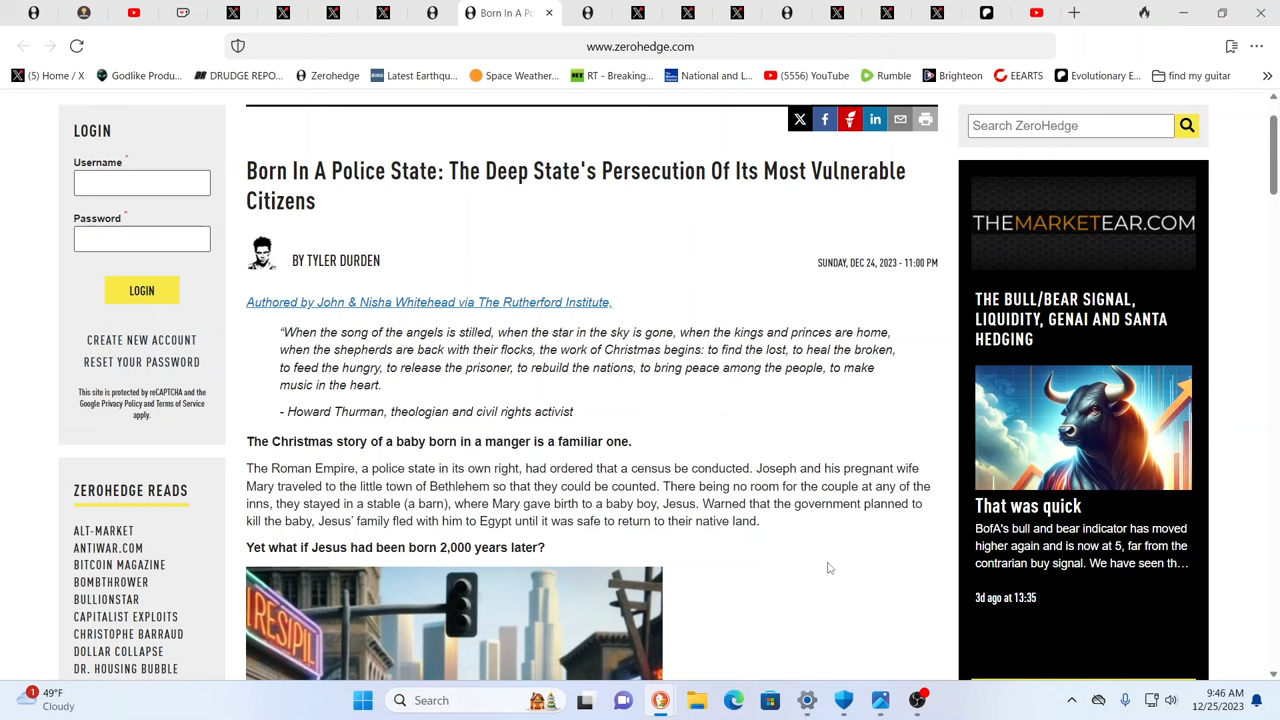 Born In A Po
www.zerohedge.com
(5) Home / X
Godlike Produ...
DRUDGE REPO...
Zerohedge
Latest Earthqu...
Space Weather...
RT - Breaking...
National and L...
(5556) YouTube
Rumble
Brighteon
EEARTS
Evolutionary E...
find my guitar
LOGIN
Username *
Password *
LOGIN
CREATE NEW ACCOUNT
RESET YOUR PASSWORD
This site is protected by reCAPTCHA and the
Google Privacy Policy and Terms of Service
apply.
ZEROHEDGE READS
ALT-MARKET
ANTIWAR.COM
BITCOIN MAGAZINE
BOMBTHROWER
BULLIONSTAR
CAPITALIST EXPLOITS
CHRISTOPHE BARRAUD
DOLLAR COLLAPSE
DR. HOUSING BUBBLE
Born In A Police State: The Deep State's Persecution Of Its Most Vulnerable
Citizens
BY TYLER DURDEN
SUNDAY, DEC 24, 2023 - 11:00 PM
Authored by John & Nisha Whitehead via The Rutherford Institute,
“When the song of the angels is stilled, when the star in the sky is gone, when the kings and princes are home,
when the shepherds are back with their flocks, the work of Christmas begins: to find the lost, to heal the broken,
to feed the hungry, to release the prisoner, to rebuild the nations, to bring peace among the people, to make
music in the heart.
- Howard Thurman, theologian and civil rights activist
The Christmas story of a baby born in a manger is a familiar one.
The Roman Empire, a police state in its own right, had ordered that a census be conducted. Joseph and his pregnant wife
Mary traveled to the little town of Bethlehem so that they could be counted. There being no room for the couple at any of the
inns, they stayed in a stable (a barn), where Mary gave birth to a baby boy, Jesus. Warned that the government planned to
kill the baby, Jesus’ family fled with him to Egypt until it was safe to return to their native land.
Yet what if Jesus had been born 2,000 years later?
RESIPIL
Search ZeroHedge
THEMARKETEAR.COM
THE BULL/BEAR SIGNAL,
LIQUIDITY, GENAI AND SANTA
HEDGING
That was quick
BofA's bull and bear indicator has moved
higher again and is now at 5, far from the
contrarian buy signal. We have seen th...
3d ago at 13:35
1
49°F
Cloudy
Search
9:46 AM
12/25/2023